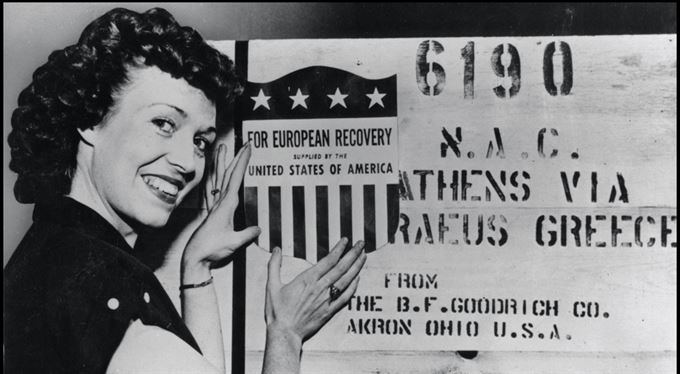 FOR EUROPEAN RECOVERY
SUPPLIED BY THE
UNITED STATES OF AMERICA
6190
N.A.C.
ATHENS VIA
RAEUS GREECE
FROM
THE B.F.GOODRICH CO.
AKRON OHIO U.S.A.